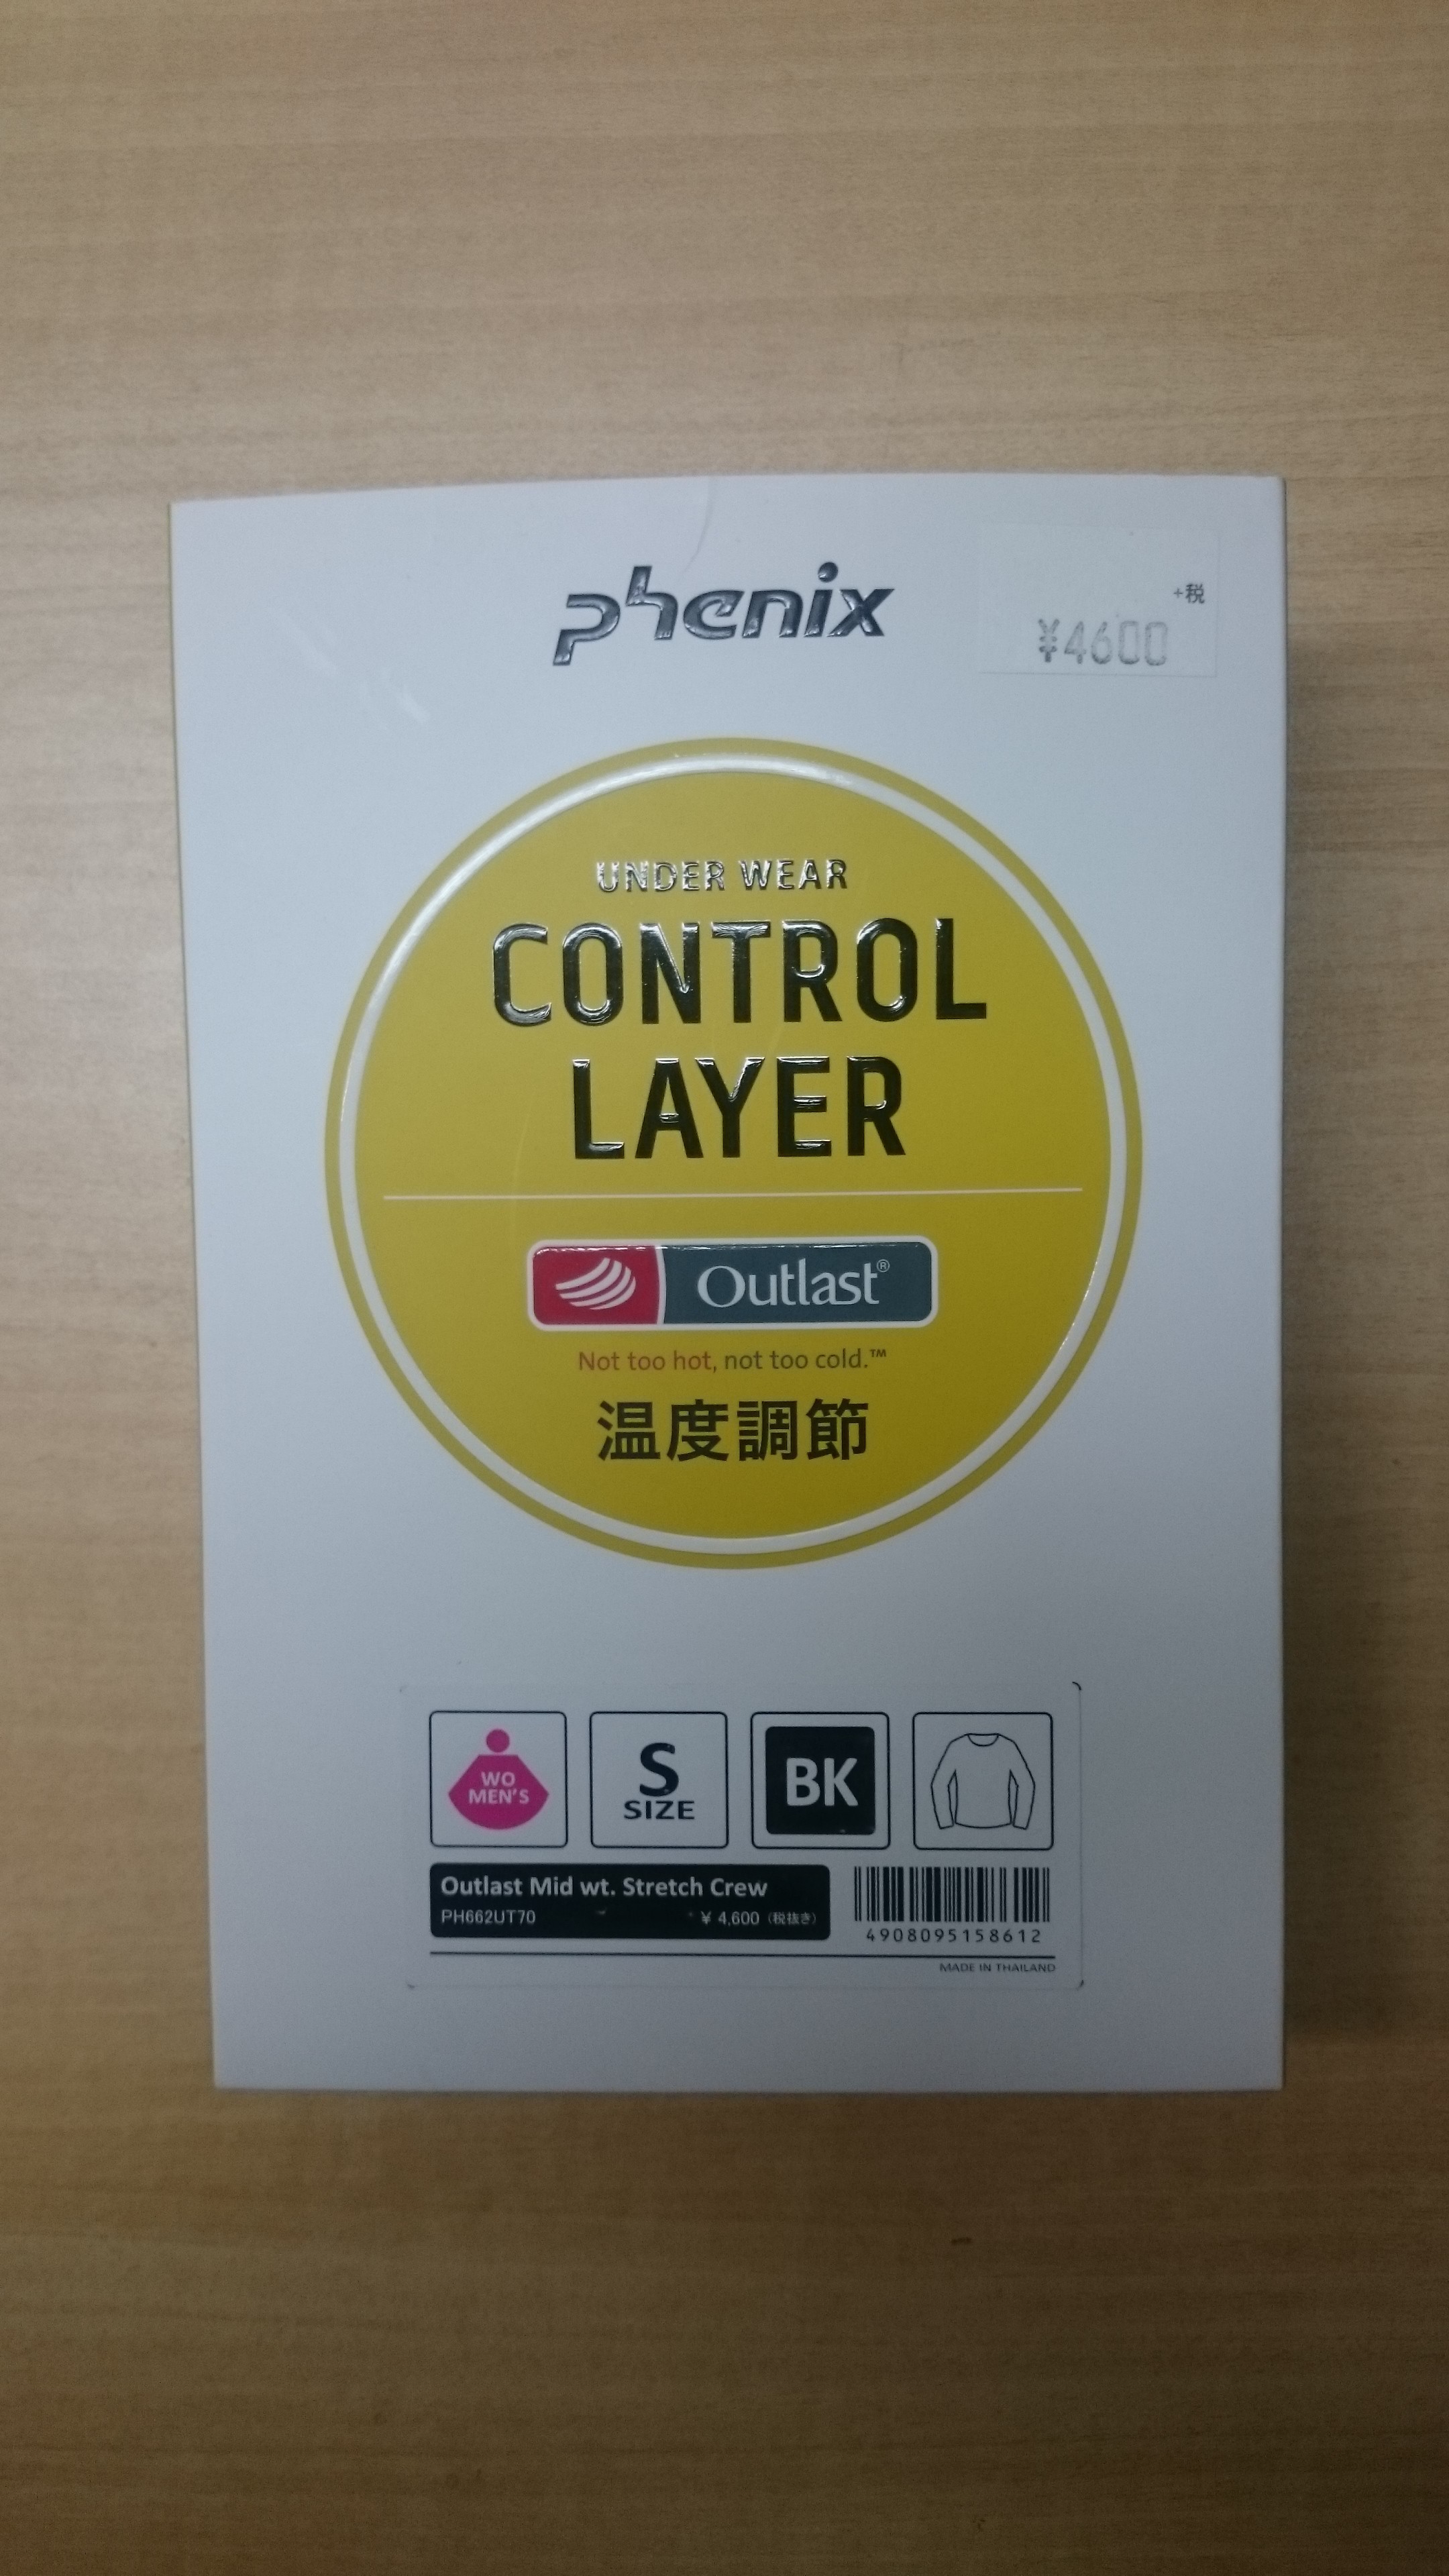 phenix
+税
¥4600
UNDER WEAR
CONTROL
LAYER
Outlast®
Not too hot, not too cold.™
温度調節
WO
MEN'S
S
SIZE
BK
Outlast Mid wt. Stretch Crew
PH662UT70 ¥ 4,600 (税抜き)
4908095158612
MADE IN THAILAND